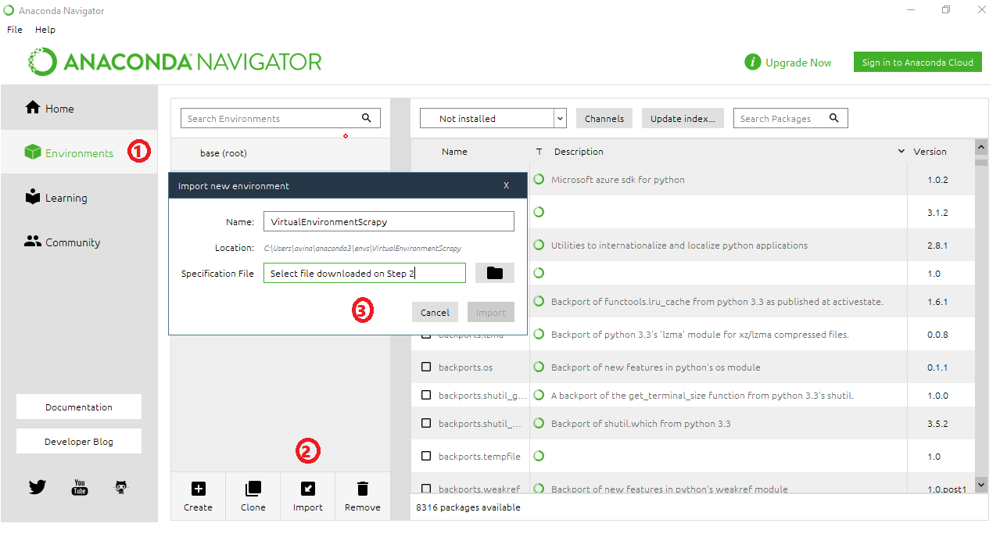 Anaconda Navigator
File Help
ANACONDA NAVIGATOR
i Upgrade Now
Sign in to Anaconda Cloud
Home
Environments 1
Learning
Community
Documentation
Developer Blog
You
Tube
Search Environments
base (root)
Import new environment X
Name: VirtualEnvironmentScrapy
Location: C:\Users\avina\anaconda3\envs\VirtualEnvironmentScrapy
Specification File Select file downloaded on Step 2
3 Cancel Import
2
Create Clone Import Remove
Not installed Channels Update index... Search Packages
Name T Description Version
Microsoft azure sdk for python 1.0.2
3.1.2
Utilities to internationalize and localize python applications 2.8.1
1.0
Backport of functools.lru_cache from python 3.3 as published at activestate. 1.6.1
backports.lzma Backport of python 3.3's 'lzma' module for xz/lzma compressed files. 0.0.8
backports.os Backport of new features in python's os module 0.1.1
backports.shutil_g... A backport of the get_terminal_size function from python 3.3's shutil. 1.0.0
backports.shutil_... Backport of shutil.which from python 3.3 3.5.2
backports.tempfile 1.0
backports.weakref Backport of new features in python's weakref module 1.0.post1
8316 packages available